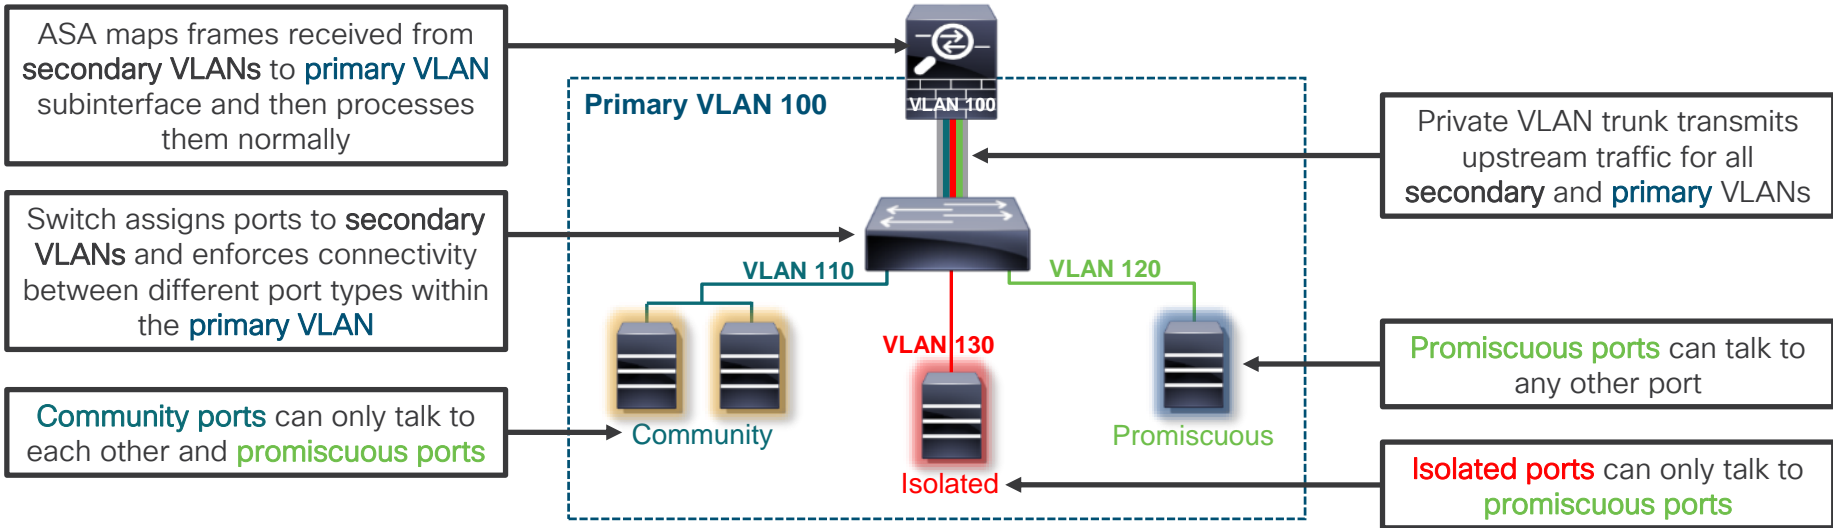 ASA maps frames received from
secondary VLANs to primary VLAN
subinterface and then processes
them normally
Switch assigns ports to secondary
VLANs and enforces connectivity
between different port types within
the primary VLAN
Community ports can only talk to
each other and promiscuous ports
Primary VLAN 100
VLAN 100
VLAN 110
VLAN 120
VLAN 130
Community
Isolated
Promiscuous
Private VLAN trunk transmits
upstream traffic for all
secondary and primary VLANs
Promiscuous ports can talk to
any other port
Isolated ports can only talk to
promiscuous ports